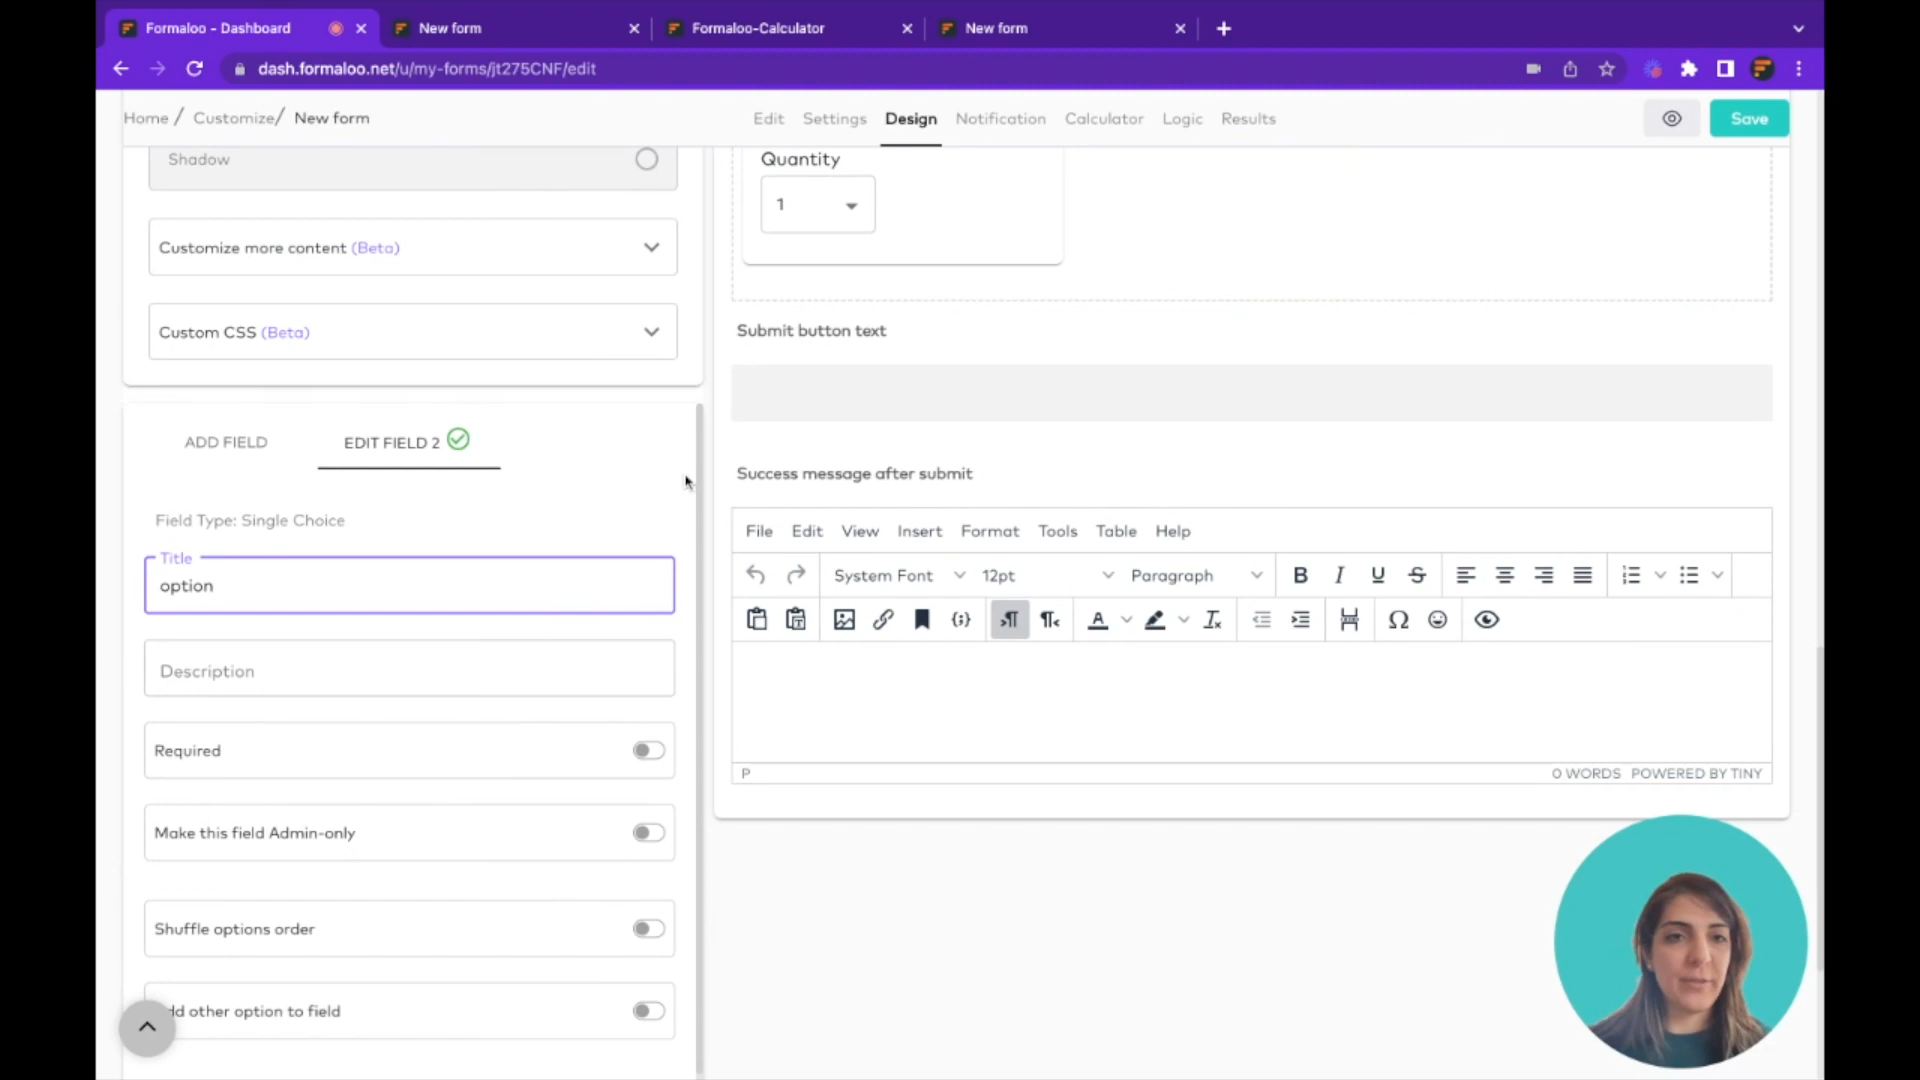 Formaloo - Dashboard
New form
Formaloo-Calculator
New form
dash.formaloo.net/u/my-forms/jt275CNF/edit
Home / Customize/ New form
Edit Settings Design Notification Calculator Logic Results
Save
Shadow
Customize more content (Beta)
Custom CSS (Beta)
ADD FIELD
EDIT FIELD 2
Field Type: Single Choice
Title
option
Description
Required
Make this field Admin-only
Shuffle options order
dd other option to field
Quantity
1
Submit button text
Success message after submit
File Edit View Insert Format Tools Table Help
System Font 12pt Paragraph
P
0 WORDS POWERED BY TINY